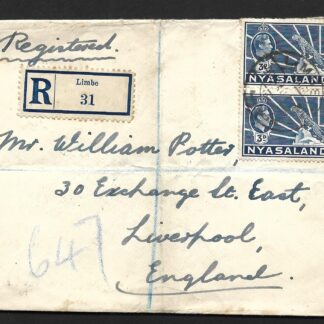 Registered.
R
Limbe
31
3D
NYASALAND
3D
NYASALAND
Mr. William Potter,
30 Exchange St. East,
Liverpool,
England.
647